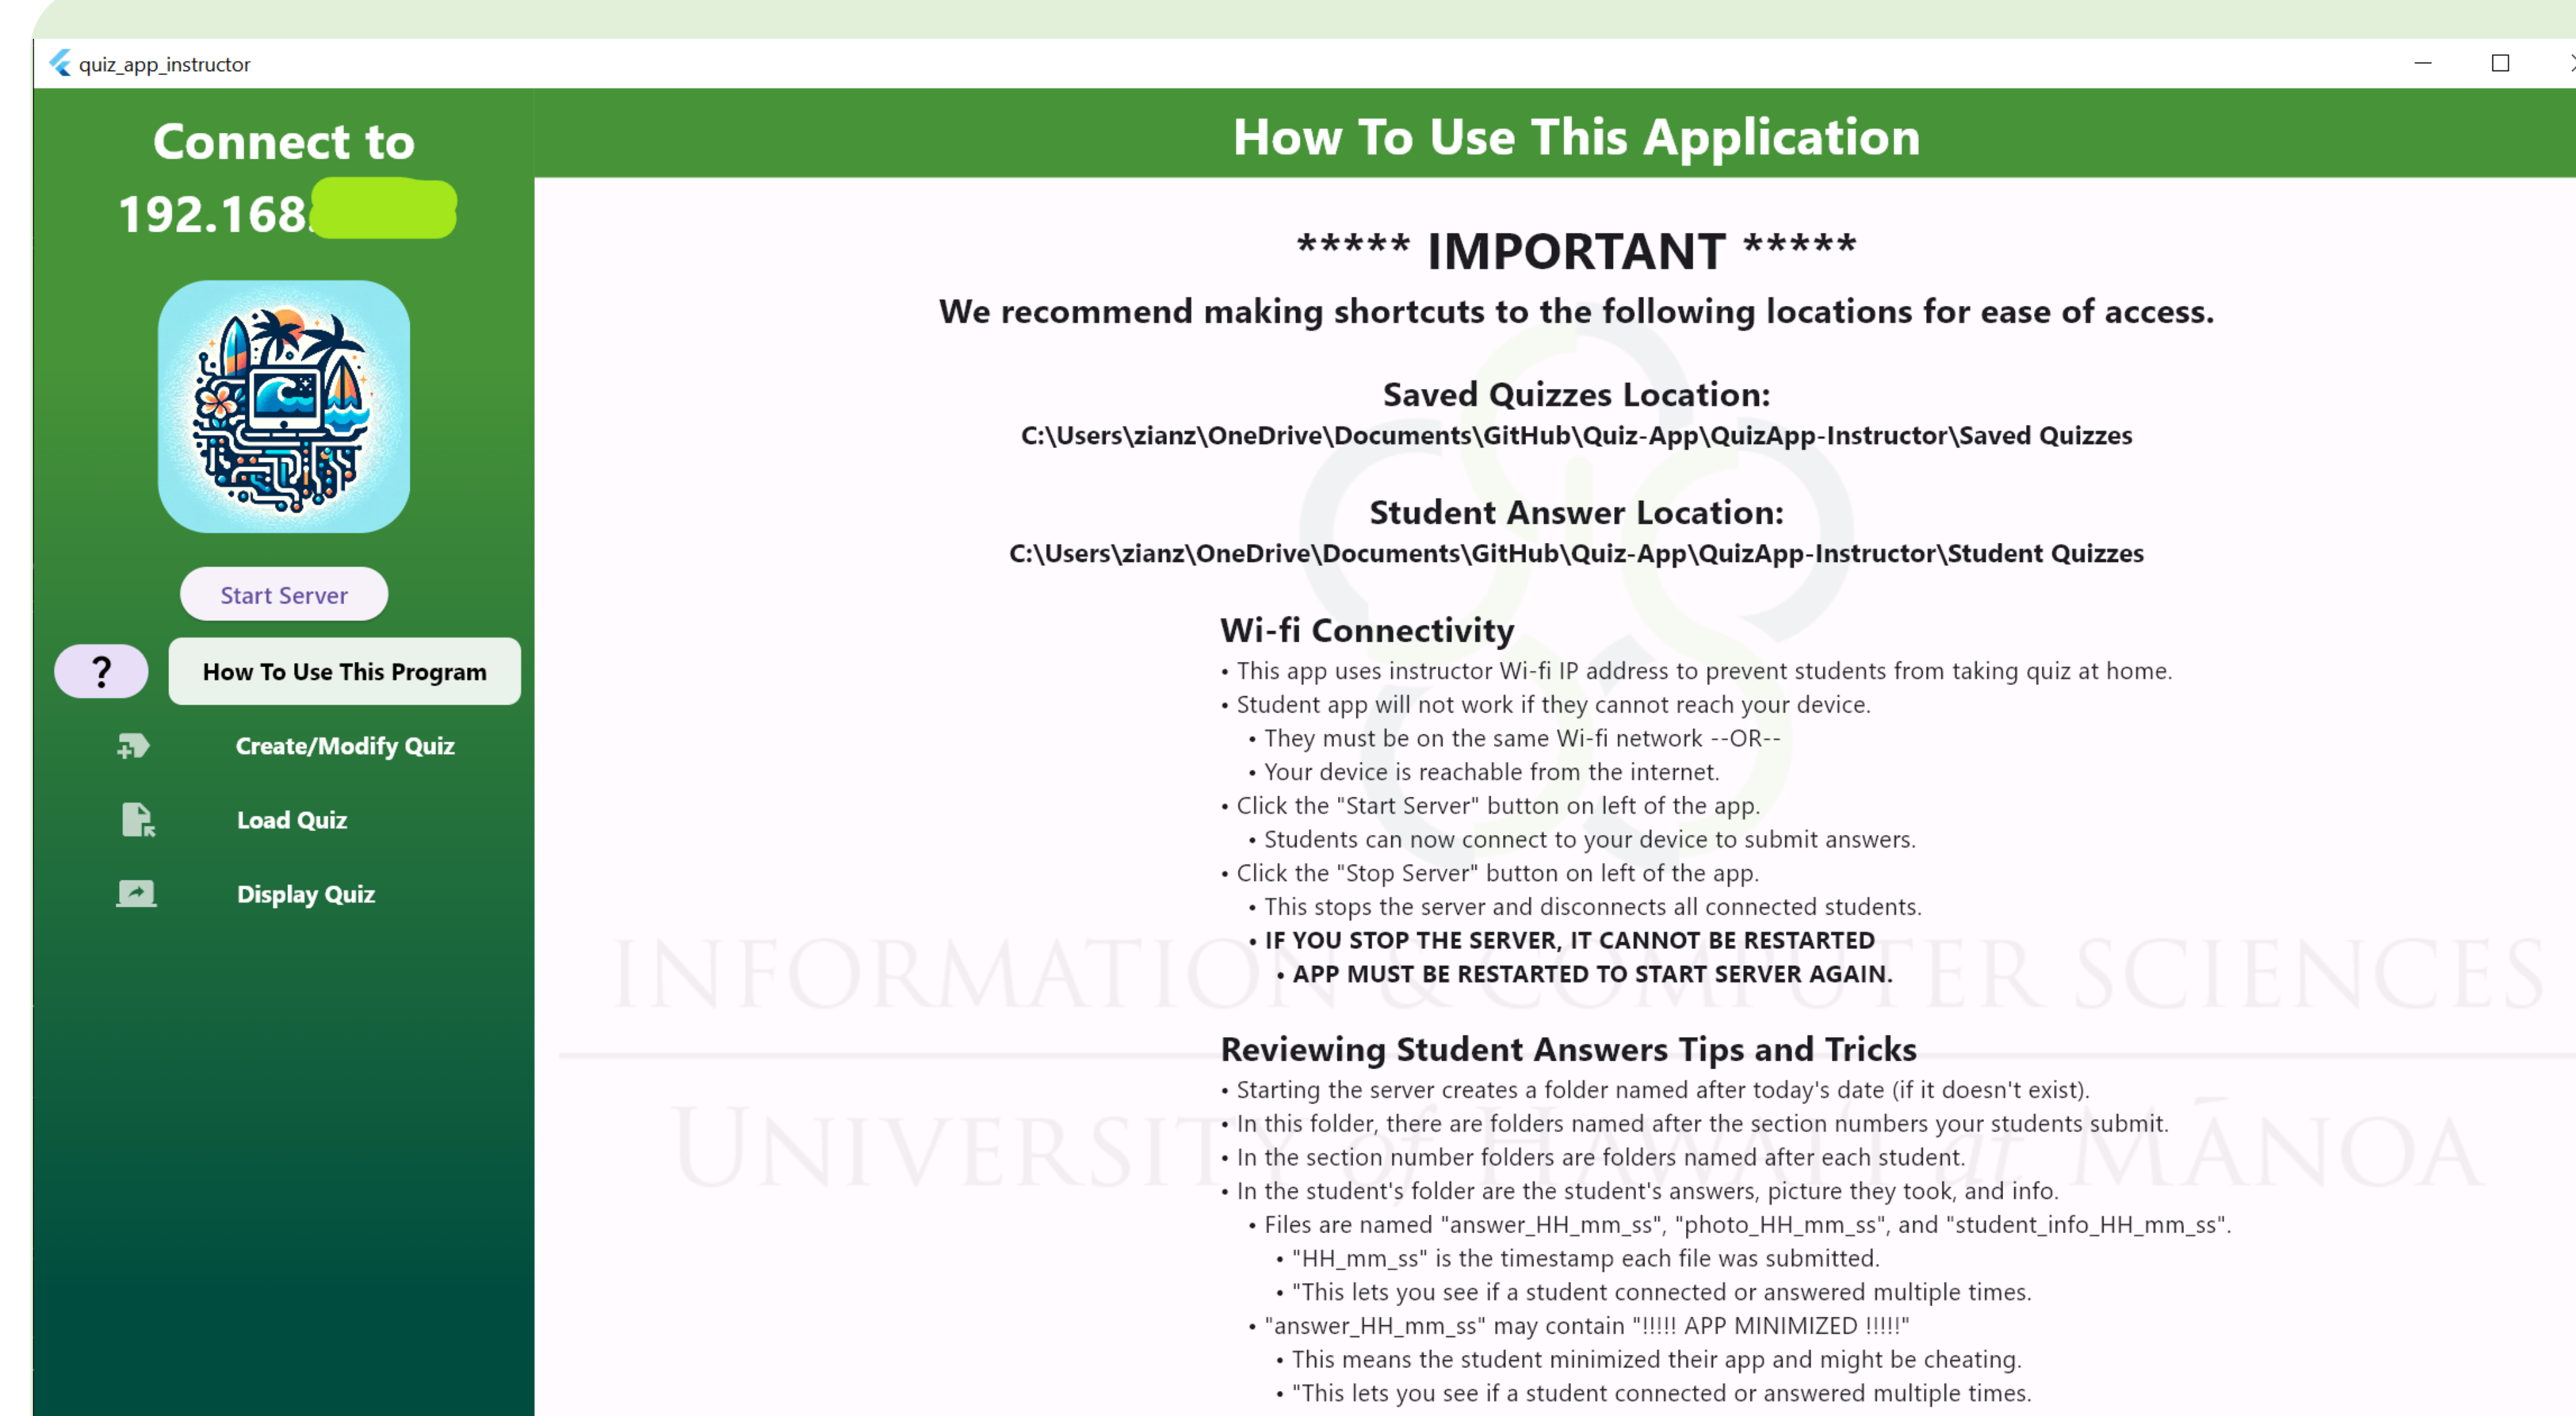 quiz_app_instructor
Connect to
192.168.
Start Server
?
How To Use This Program
Create/Modify Quiz
Load Quiz
Display Quiz
How To Use This Application
***** IMPORTANT *****
We recommend making shortcuts to the following locations for ease of access.
Saved Quizzes Location:
C:\Users\zianz\OneDrive\Documents\GitHub\Quiz-App\QuizApp-Instructor\Saved Quizzes
Student Answer Location:
C:\Users\zianz\OneDrive\Documents\GitHub\Quiz-App\QuizApp-Instructor\Student Quizzes
Wi-fi Connectivity
• This app uses instructor Wi-fi IP address to prevent students from taking quiz at home.
• Student app will not work if they cannot reach your device.
• They must be on the same Wi-fi network --OR--
• Your device is reachable from the internet.
• Click the "Start Server" button on left of the app.
• Students can now connect to your device to submit answers.
• Click the "Stop Server" button on left of the app.
• This stops the server and disconnects all connected students.
• IF YOU STOP THE SERVER, IT CANNOT BE RESTARTED
• APP MUST BE RESTARTED TO START SERVER AGAIN.
INFORMATION & COMPUTER SCIENCES
Reviewing Student Answers Tips and Tricks
• Starting the server creates a folder named after today's date (if it doesn't exist).
• In this folder, there are folders named after the section numbers your students submit.
• In the section number folders are folders named after each student.
UNIVERSITY of HAWAI‘I at MĀNOA
• In the student's folder are the student's answers, picture they took, and info.
• Files are named "answer_HH_mm_ss", "photo_HH_mm_ss", and "student_info_HH_mm_ss".
• "HH_mm_ss" is the timestamp each file was submitted.
• "This lets you see if a student connected or answered multiple times.
• "answer_HH_mm_ss" may contain "!!!!! APP MINIMIZED !!!!!"
• This means the student minimized their app and might be cheating.
• "This lets you see if a student connected or answered multiple times.